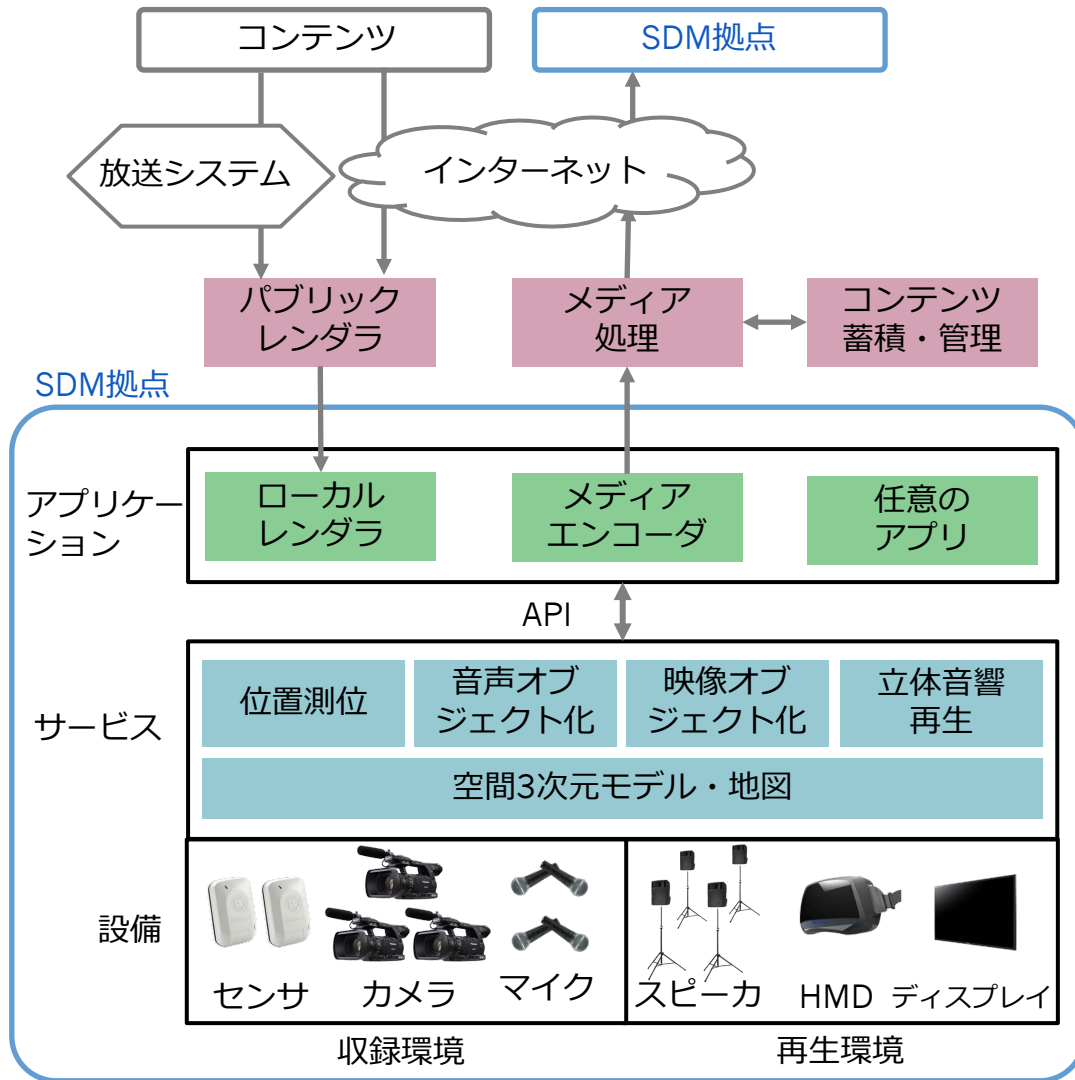 コンテンツ
SDM拠点
放送システム
インターネット
パブリック
レンダラ
メディア
処理
コンテンツ
蓄積・管理
SDM拠点
アプリケー
ション
ローカル
レンダラ
メディア
エンコーダ
任意の
アプリ
API
サービス
位置測位
音声オブ
ジェクト化
映像オブ
ジェクト化
立体音響
再生
空間3次元モデル・地図
設備
センサ
カメラ
マイク
スピーカ
HMD
ディスプレイ
収録環境
再生環境